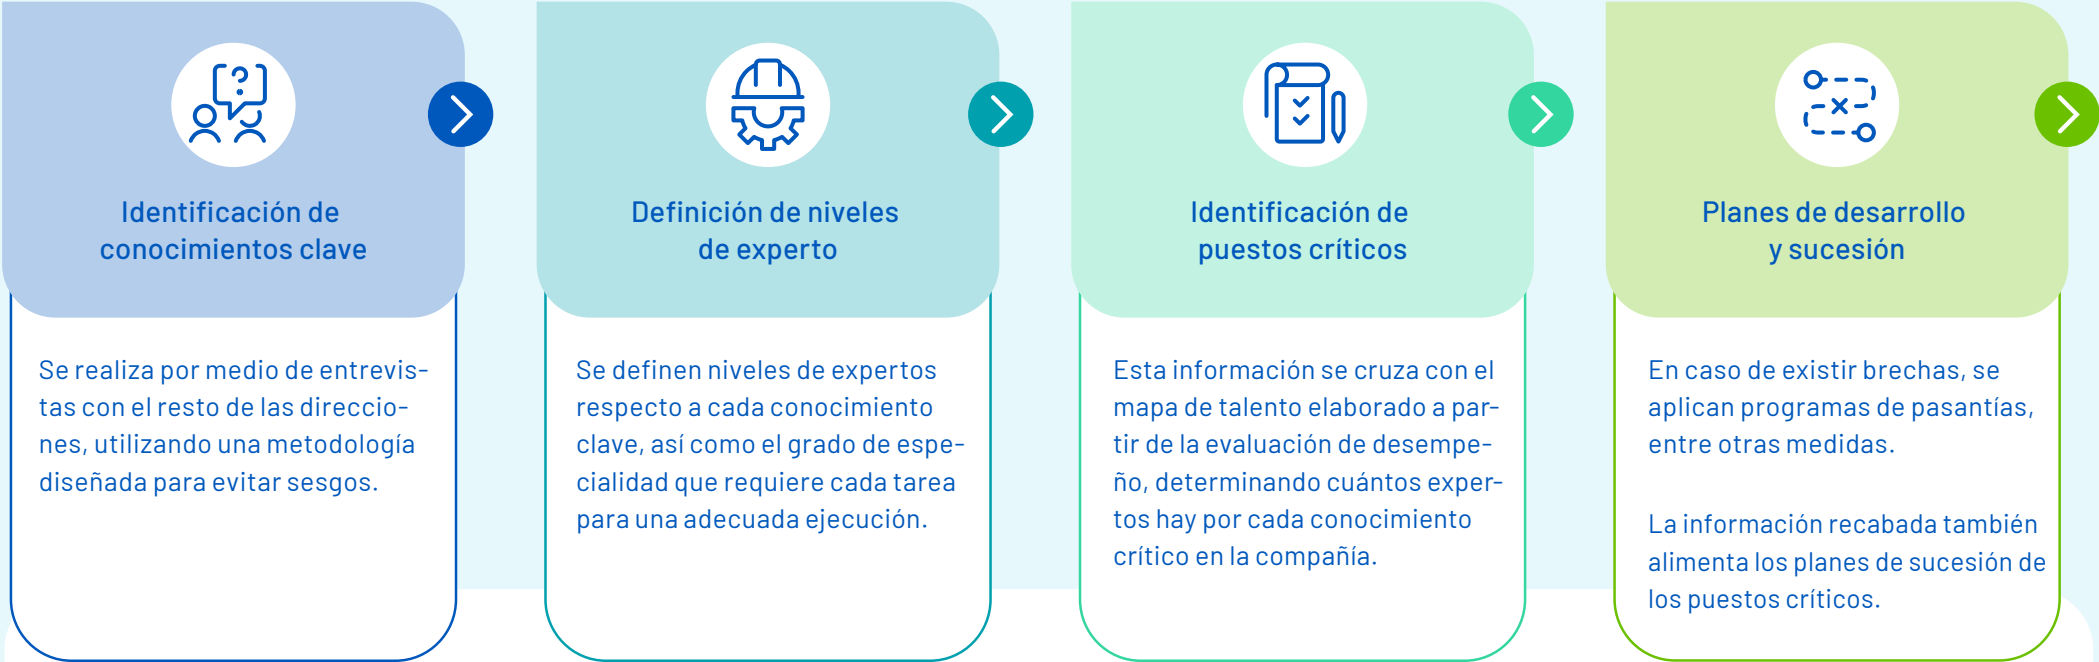 Identificación de
conocimientos clave
Se realiza por medio de entrevis-
tas con el resto de las direccio-
nes, utilizando una metodología
diseñada para evitar sesgos.
Definición de niveles
de experto
Se definen niveles de expertos
respecto a cada conocimiento
clave, así como el grado de espe-
cialidad que requiere cada tarea
para una adecuada ejecución.
Identificación de
puestos críticos
Esta información se cruza con el
mapa de talento elaborado a par-
tir de la evaluación de desempe-
ño, determinando cuántos exper-
tos hay por cada conocimiento
crítico en la compañía.
Planes de desarrollo
y sucesión
En caso de existir brechas, se
aplican programas de pasantías,
entre otras medidas.
La información recabada también
alimenta los planes de sucesión de
los puestos críticos.